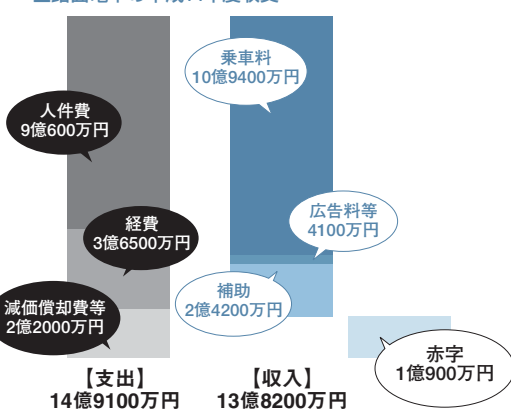 人件費
9億600万円
経費
3億6500万円
減価償却費等
2億2000万円
【支出】
14億9100万円
乗車料
10億9400万円
広告料等
4100万円
補助
2億4200万円
【収入】
13億8200万円
赤字
1億900万円